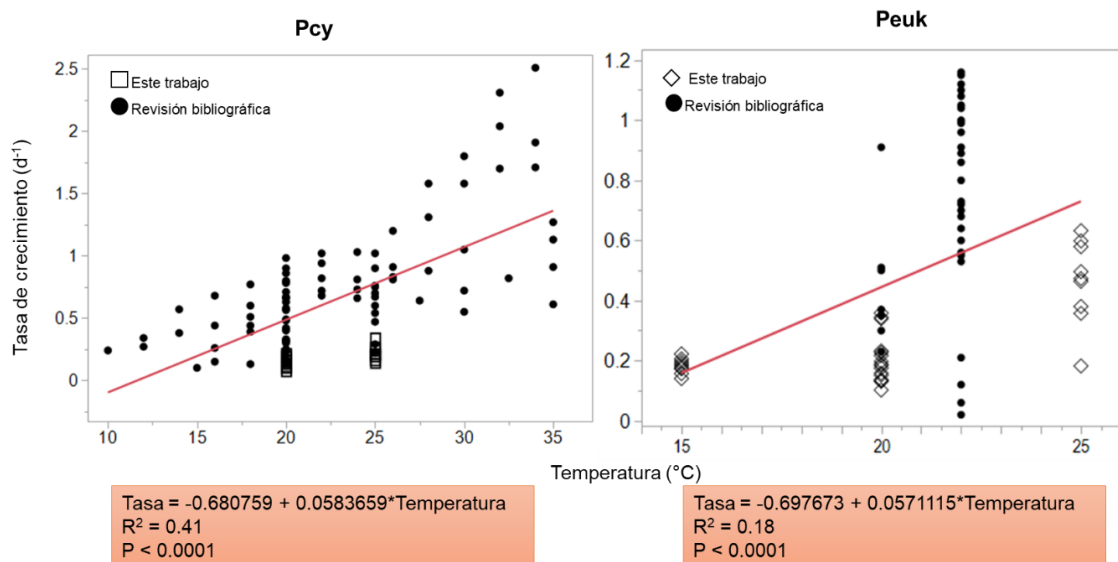 Pcy
Peuk
Tasa de crecimiento (d-1)
2.5
2
1.5
1
0.5
0
10
15
20
25
30
35
□ Este trabajo
● Revisión bibliográfica
1.2
1
0.8
0.6
0.4
0.2
0
15
20
25
◇ Este trabajo
● Revisión bibliográfica
Temperatura (°C)
Tasa = -0.680759 + 0.0583659*Temperatura
R² = 0.41
P < 0.0001
Tasa = -0.697673 + 0.0571115*Temperatura
R² = 0.18
P < 0.0001